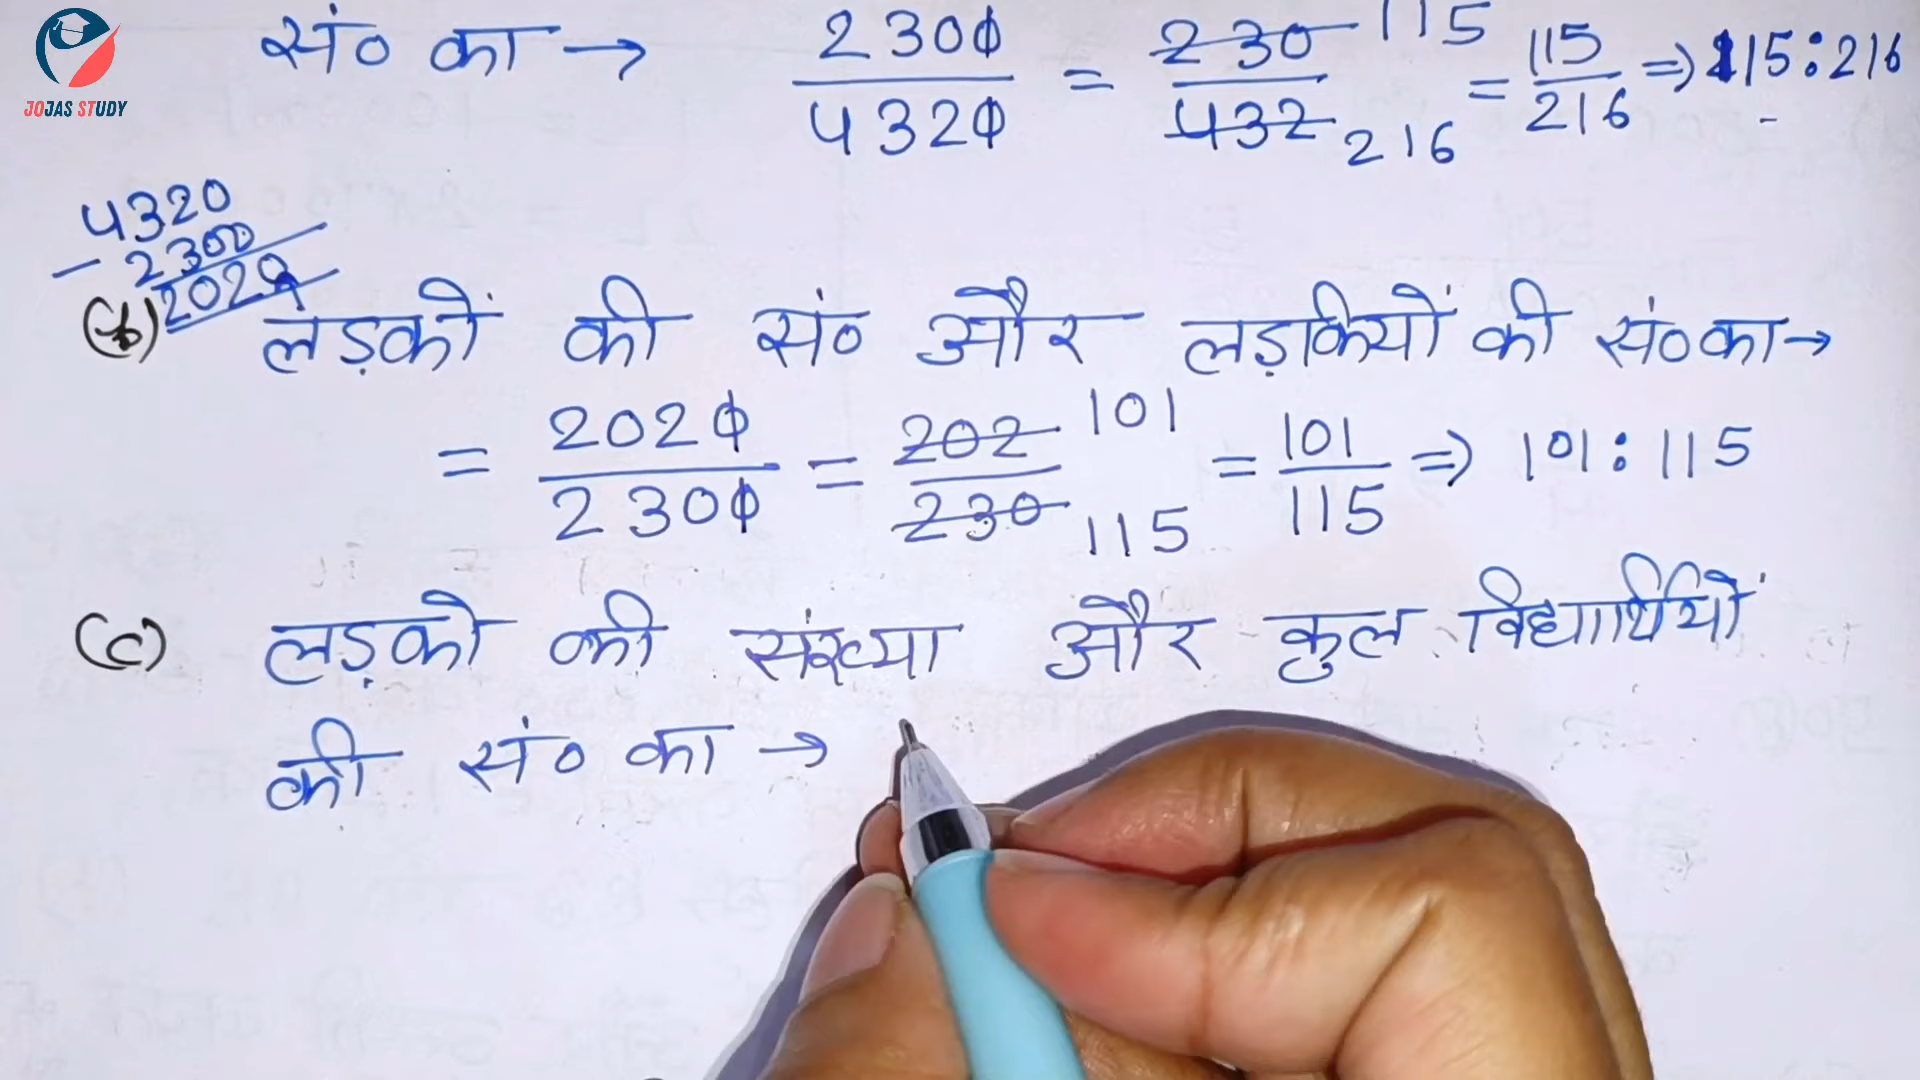 JOJAS STUDY
सं० का → 2300/4320 = 230/432 115 216 = 115/216 ⇒ 115:216
4320
- 2300
2020
(b) लड़कों की सं० और लड़कियों की सं० का →
= 2020/2300 = 202/230 101 115 = 101/115 ⇒ 101:115
(c) लड़को की संख्या और कुल विद्यार्थियों
की सं० का →